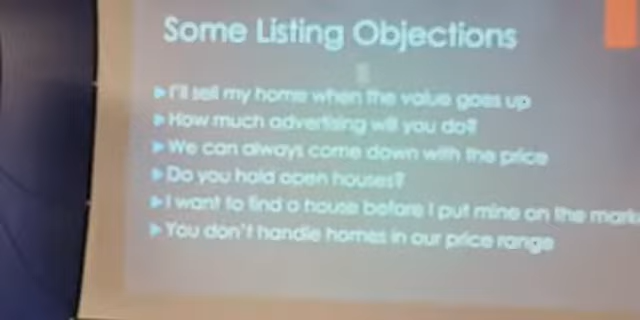 Some Listing Objections
I'll sell my home when the value goes up
How much advertising will you do?
We can always come down with the price
Do you hold open houses?
I want to find a house before I put mine on the
You don't handle homes in our price range